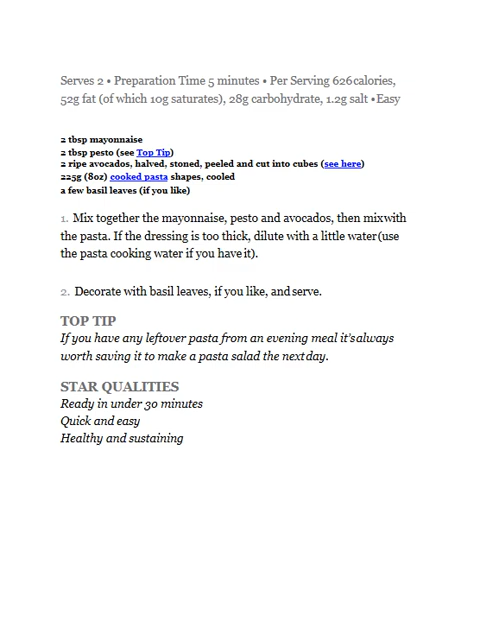 Serves 2 • Preparation Time 5 minutes • Per Serving 626calories,
52g fat (of which 10g saturates), 28g carbohydrate, 1.2g salt •Easy
2 tbsp mayonnaise
2 tbsp pesto (see Top Tip)
2 ripe avocados, halved, stoned, peeled and cut into cubes (see here)
225g (8oz) cooked pasta shapes, cooled
a few basil leaves (if you like)
1. Mix together the mayonnaise, pesto and avocados, then mixwith
the pasta. If the dressing is too thick, dilute with a little water(use
the pasta cooking water if you haveit).
2. Decorate with basil leaves, if you like, andserve.
TOP TIP
If you have any leftover pasta from an evening meal it'salways
worth saving it to make a pasta salad the nextday.
STAR QUALITIES
Ready in under 30 minutes
Quick and easy
Healthy and sustaining